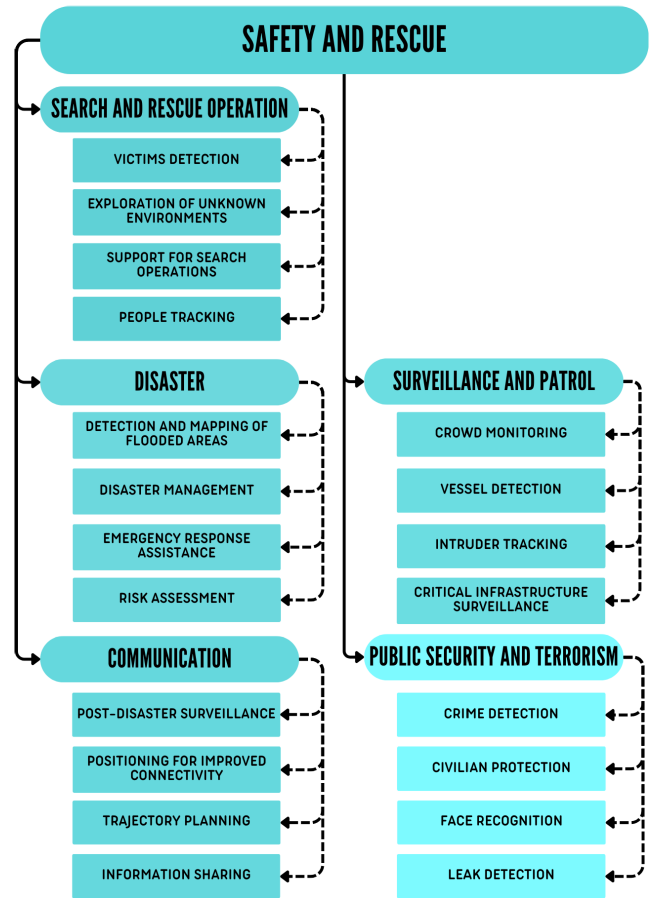 SAFETY AND RESCUE
SEARCH AND RESCUE OPERATION
VICTIMS DETECTION
EXPLORATION OF UNKNOWN
ENVIRONMENTS
SUPPORT FOR SEARCH
OPERATIONS
PEOPLE TRACKING
DISASTER
DETECTION AND MAPPING OF
FLOODED AREAS
DISASTER MANAGEMENT
EMERGENCY RESPONSE
ASSISTANCE
RISK ASSESSMENT
COMMUNICATION
POST-DISASTER SURVEILLANCE
POSITIONING FOR IMPROVED
CONNECTIVITY
TRAJECTORY PLANNING
INFORMATION SHARING
SURVEILLANCE AND PATROL
CROWD MONITORING
VESSEL DETECTION
INTRUDER TRACKING
CRITICAL INFRASTRUCTURE
SURVEILLANCE
PUBLIC SECURITY AND TERRORISM
CRIME DETECTION
CIVILIAN PROTECTION
FACE RECOGNITION
LEAK DETECTION